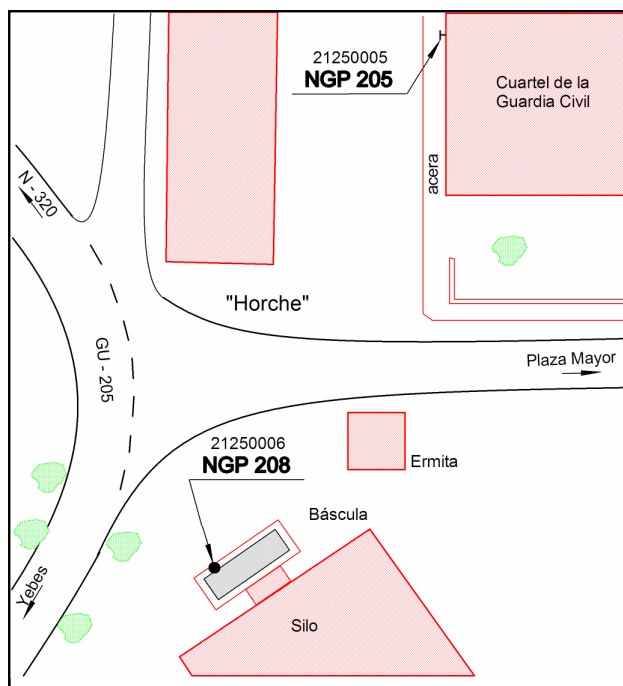 21250005
NGP 205
Cuartel de la
Guardia Civil
acera
N - 320
"Horche"
GU - 205
Plaza Mayor
21250006
NGP 208
Ermita
Báscula
Yebes
Silo